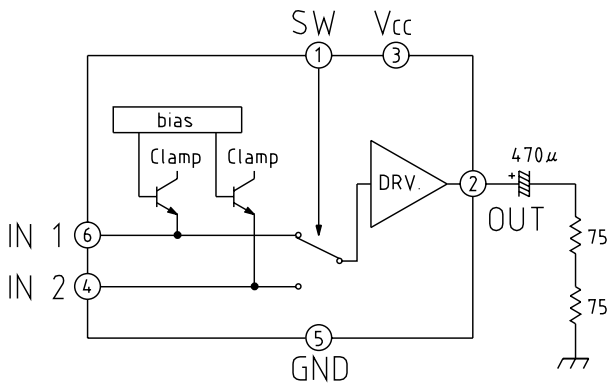 SW Vcc
1 3
bias
Clamp Clamp
470μ
+
DRV. 2
OUT
IN 1 6
75
IN 2 4
75
5
GND